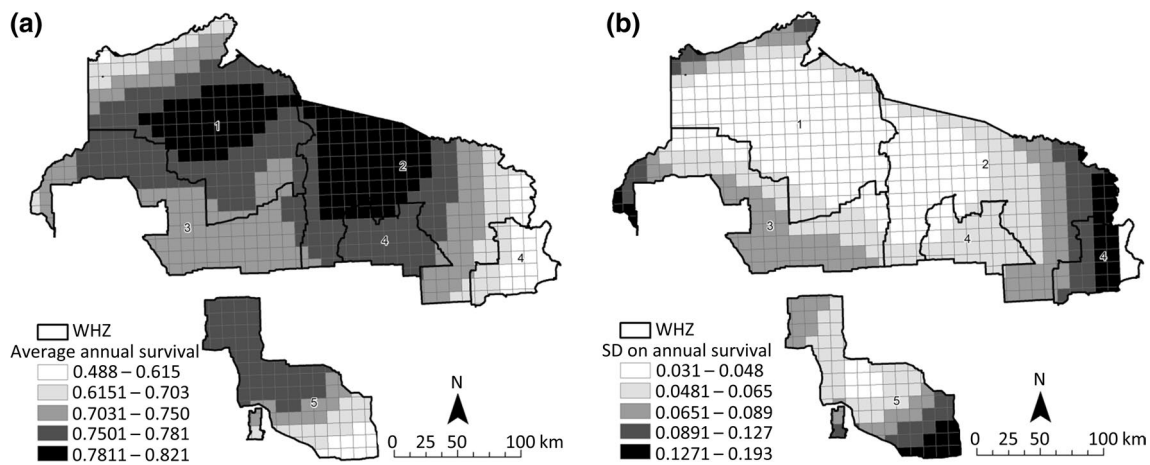 (a)
1
2
3
4
4
5
WHZ
Average annual survival
0.488 – 0.615
0.6151 – 0.703
0.7031 – 0.750
0.7501 – 0.781
0.7811 – 0.821
N
0 25 50 100 km
(b)
1
2
3
4
4
5
WHZ
SD on annual survival
0.031 – 0.048
0.0481 – 0.065
0.0651 – 0.089
0.0891 – 0.127
0.1271 – 0.193
N
0 25 50 100 km